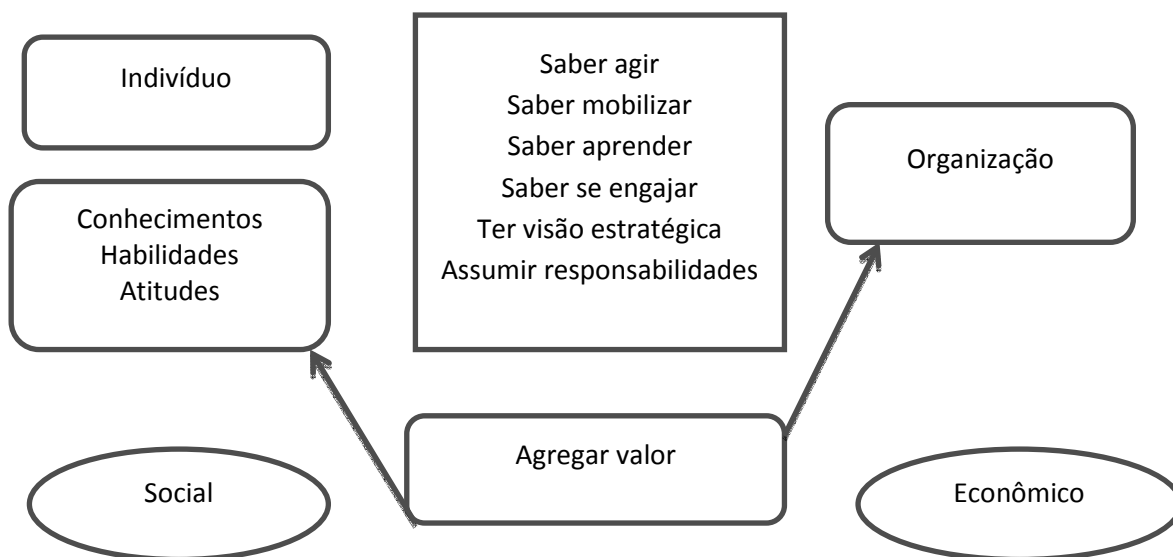 Indivíduo
Conhecimentos
Habilidades
Atitudes
Saber agir
Saber mobilizar
Saber aprender
Saber se engajar
Ter visão estratégica
Assumir responsabilidades
Organização
Social
Agregar valor
Econômico